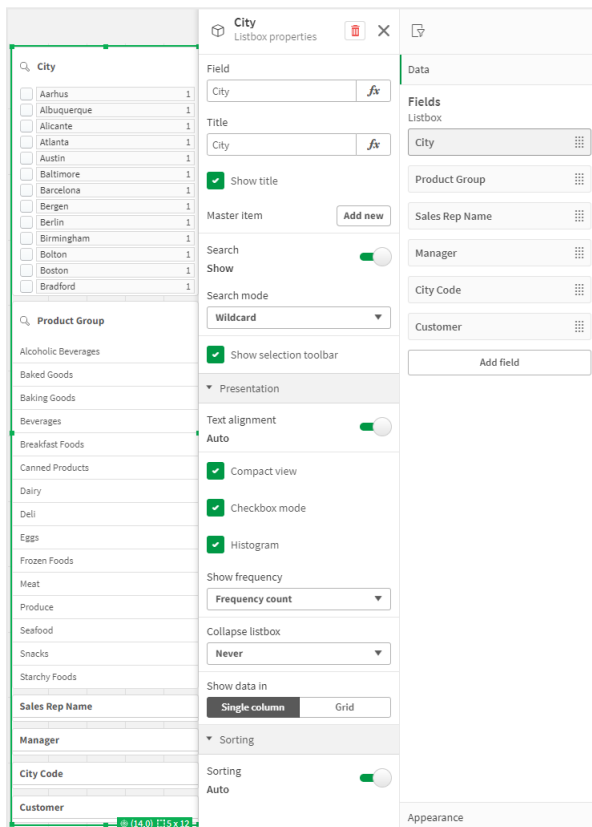 City
Aarhus 1
Albuquerque 1
Alicante 1
Atlanta 1
Austin 1
Baltimore 1
Barcelona 1
Bergen 1
Berlin 1
Birmingham 1
Bolton 1
Boston 1
Bradford 1
Product Group
Alcoholic Beverages
Baked Goods
Baking Goods
Beverages
Breakfast Foods
Canned Products
Dairy
Deli
Eggs
Frozen Foods
Meat
Produce
Seafood
Snacks
Starchy Foods
Sales Rep Name
Manager
City Code
Customer
(14,0) 5 x 12
City
Listbox properties
Field
City fx
Title
City fx
Show title
Master item Add new
Search
Show
Search mode
Wildcard
Show selection toolbar
Presentation
Text alignment
Auto
Compact view
Checkbox mode
Histogram
Show frequency
Frequency count
Collapse listbox
Never
Show data in
Single column Grid
Sorting
Sorting
Auto
Data
Fields
Listbox
City
Product Group
Sales Rep Name
Manager
City Code
Customer
Add field
Appearance